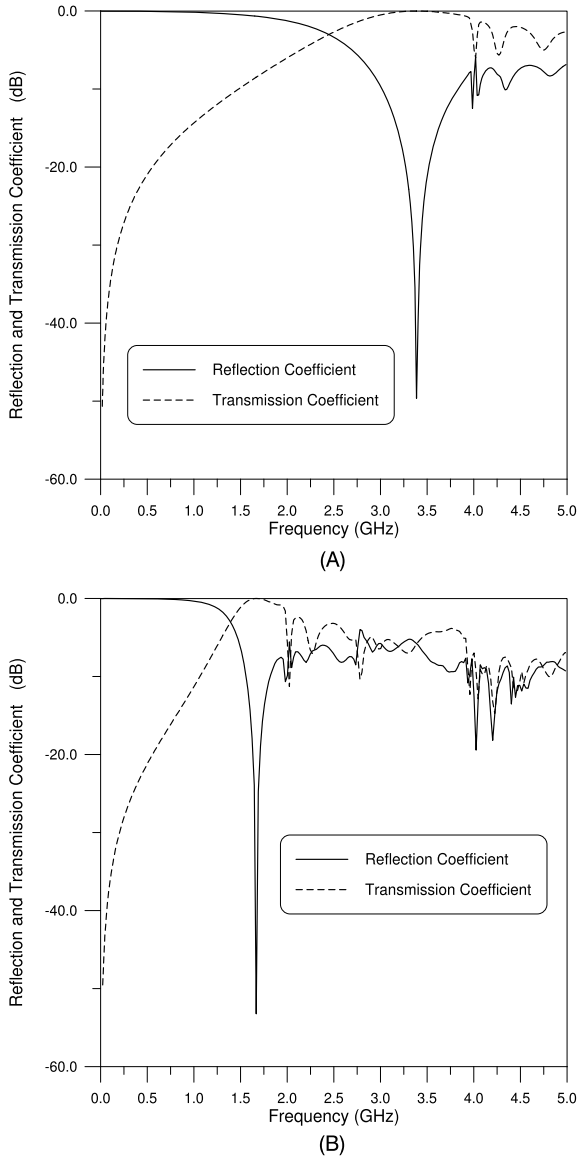 Reflection and Transmission Coefficient (dB)
0.0
-20.0
-40.0
-60.0
Reflection Coefficient
Transmission Coefficient
0.0 0.5 1.0 1.5 2.0 2.5 3.0 3.5 4.0 4.5 5.0
Frequency (GHz)
(A)
Reflection and Transmission Coefficient (dB)
0.0
-20.0
-40.0
-60.0
Reflection Coefficient
Transmission Coefficient
0.0 0.5 1.0 1.5 2.0 2.5 3.0 3.5 4.0 4.5 5.0
Frequency (GHz)
(B)